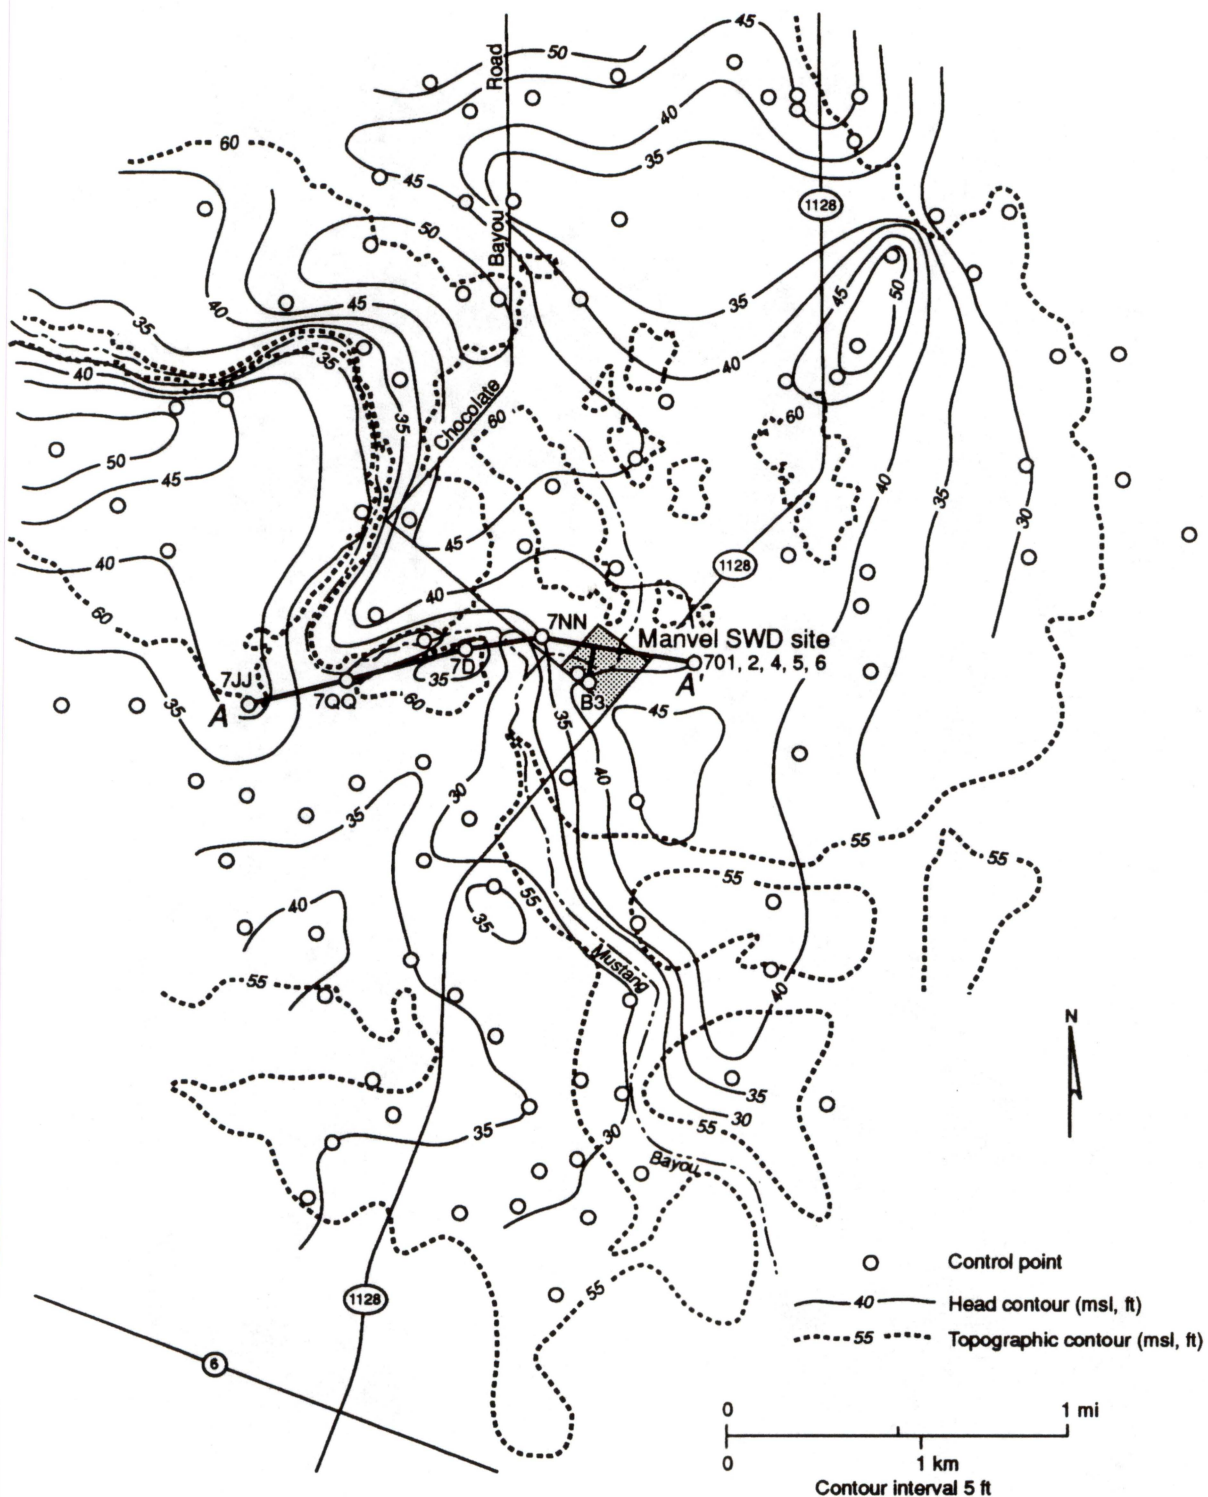 45
50
Road
40
35
60
45
1128
50
Bayou
45
50
35
40
45
35
40
35
40
60
Chocolate
60
35
50
45
40
35
30
45
1128
40
60
40
7NN
Manvel SWD site
7D
701, 2, 4, 5, 6
7JJ
35
A
7QQ
60
B3
A'
35
35
45
40
30
35
55
55
55
55
40
35
Mustang
55
40
N
35
30
55
35
30
Bayou
55
1128
6
Control point
40 Head contour (msl, ft)
55 Topographic contour (msl, ft)
0 1 mi
0 1 km
Contour interval 5 ft